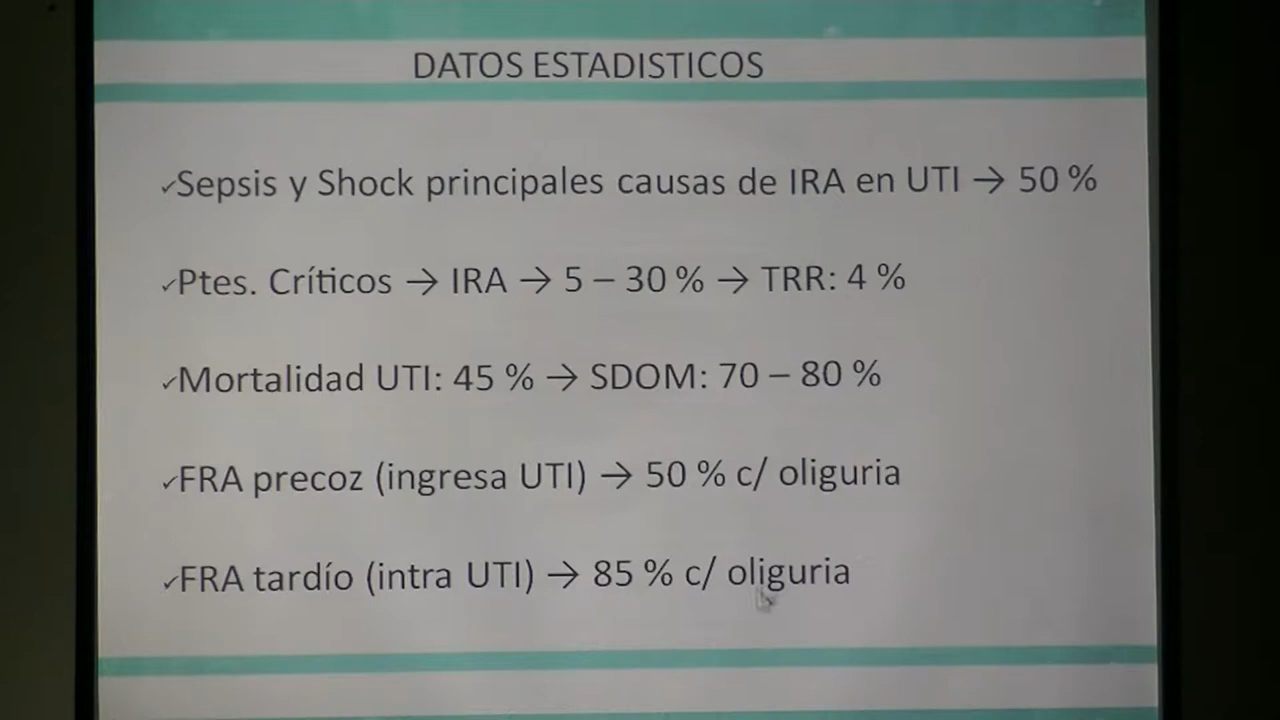 DATOS ESTADISTICOS
✓Sepsis y Shock principales causas de IRA en UTI → 50 %
✓Ptes. Críticos → IRA → 5 – 30 % → TRR: 4 %
✓Mortalidad UTI: 45 % → SDOM: 70 – 80 %
✓FRA precoz (ingresa UTI) → 50 % c/ oliguria
✓FRA tardío (intra UTI) → 85 % c/ oliguria